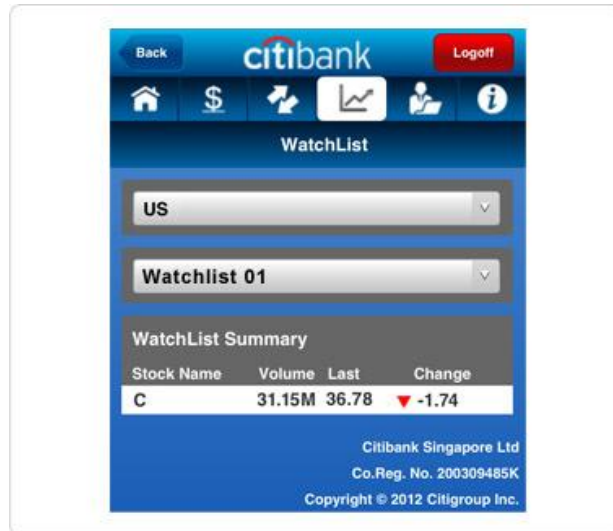 Back citibank Logoff
$ i
WatchList
US
Watchlist 01
WatchList Summary
Stock Name Volume Last Change
C 31.15M 36.78 ▼ -1.74
Citibank Singapore Ltd
Co.Reg. No. 200309485K
Copyright © 2012 Citigroup Inc.